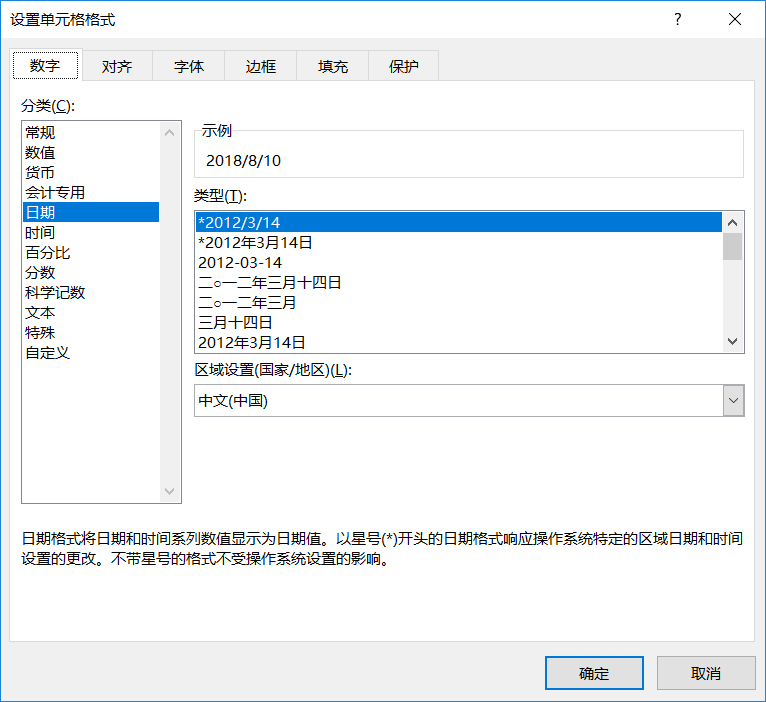 设置单元格格式
?
数字 对齐 字体 边框 填充 保护
分类(C):
常规
数值
货币
会计专用
日期
时间
百分比
分数
科学记数
文本
特殊
自定义
示例
2018/8/10
类型(T):
*2012/3/14
*2012年3月14日
2012-03-14
二○一二年三月十四日
二○一二年三月
三月十四日
2012年3月14日
区域设置(国家/地区)(L):
中文(中国)
日期格式将日期和时间系列数值显示为日期值。以星号(*)开头的日期格式响应操作系统特定的区域日期和时间
设置的更改。不带星号的格式不受操作系统设置的影响。
确定 取消